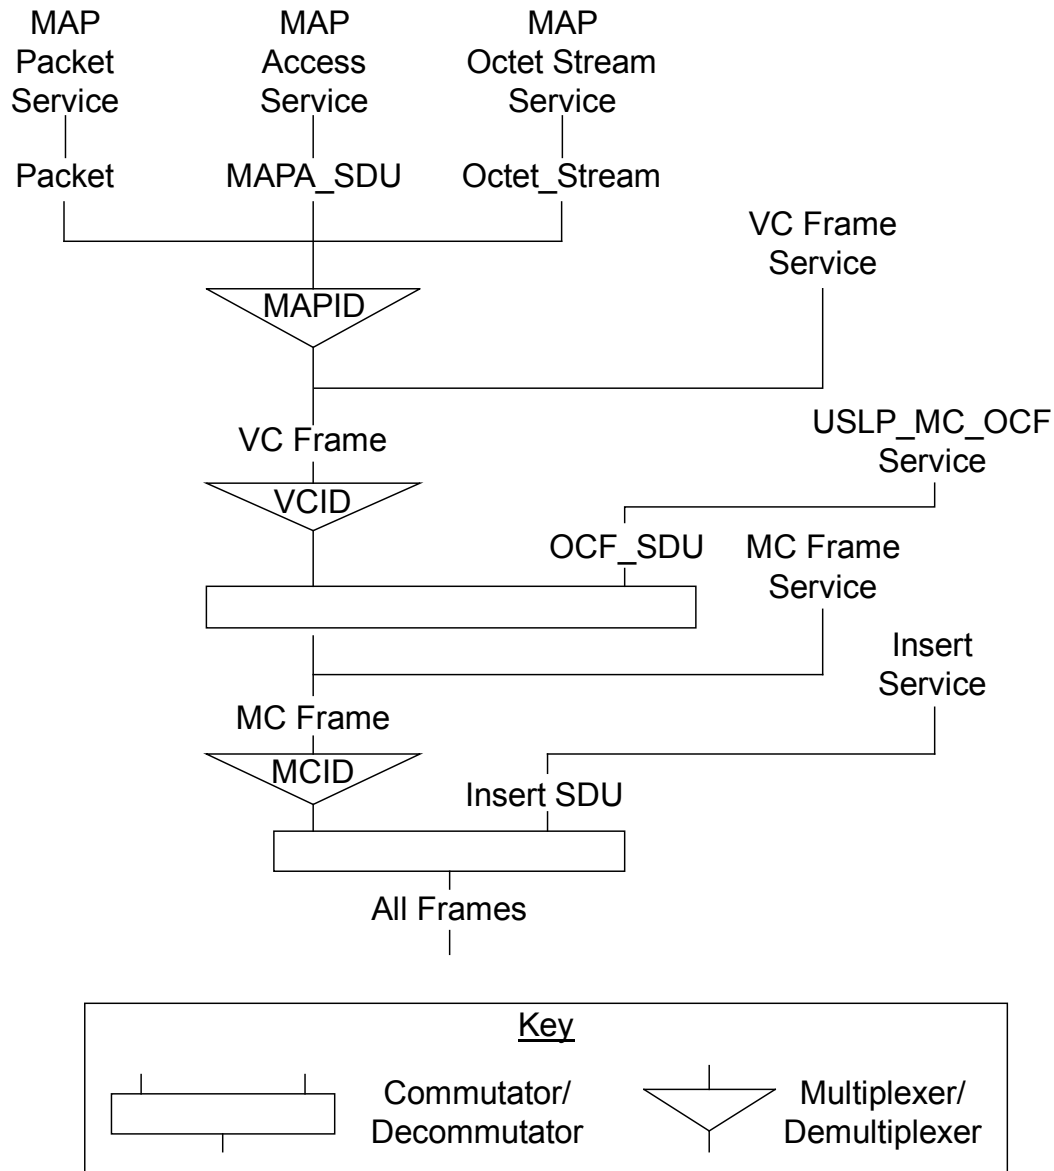 MAP
Packet
Service
MAP
Access
Service
MAP
Octet Stream
Service
Packet
MAPA_SDU
Octet_Stream
VC Frame
Service
MAPID
VC Frame
USLP_MC_OCF
Service
VCID
OCF_SDU
MC Frame
Service
Insert
Service
MC Frame
MCID
Insert SDU
All Frames
Key
Commutator/
Decommutator
Multiplexer/
Demultiplexer